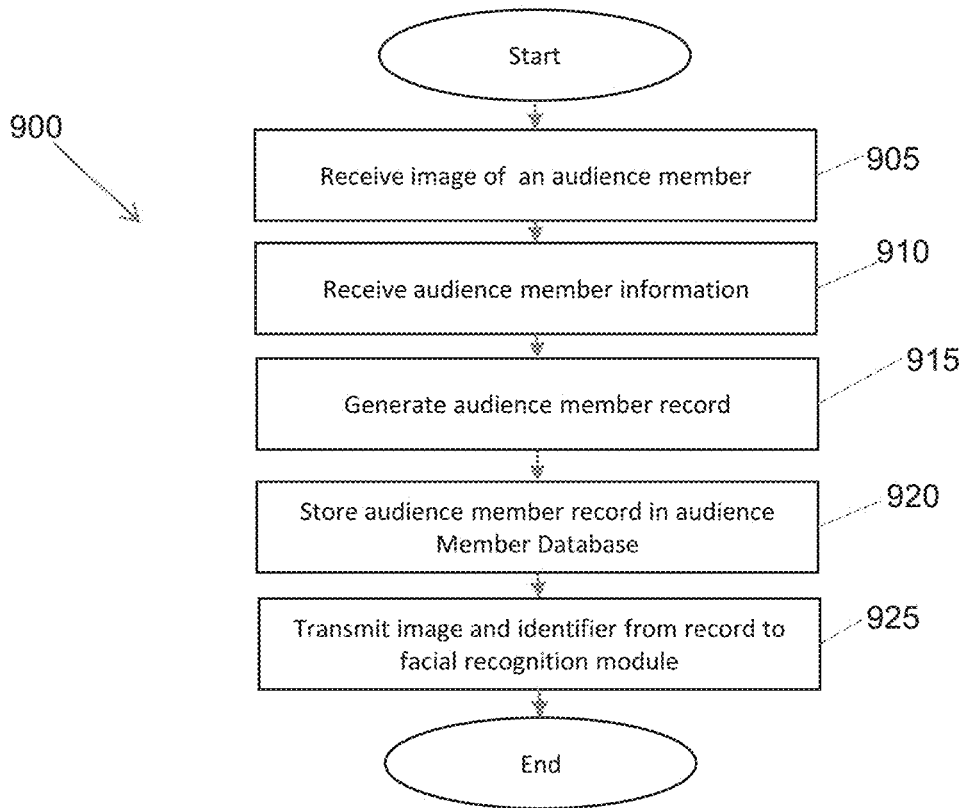 Start
900
Receive image of an audience member
905
910
Receive audience member information
915
Generate audience member record
920
Store audience member record in audience
Member Database
925
Transmit image and identifier from record to
facial recognition module
End